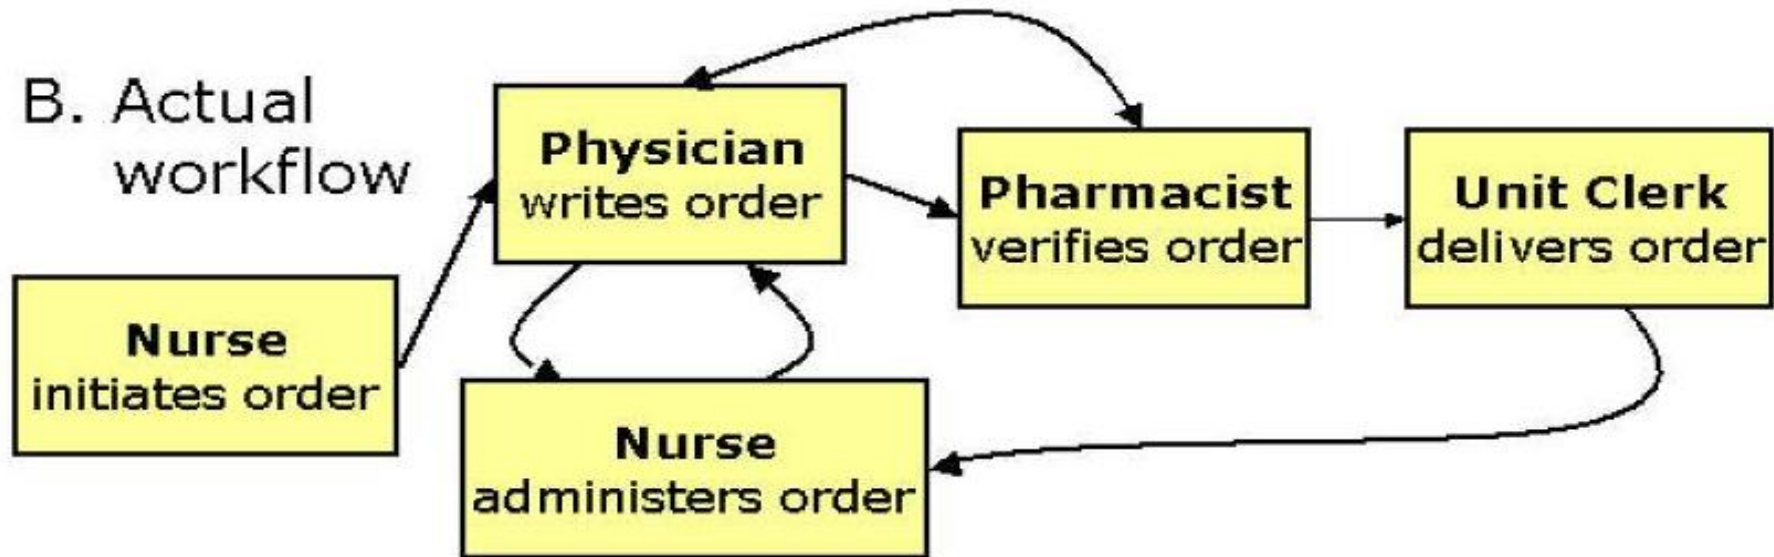 B. Actual
workflow
Physician
writes order
Pharmacist
verifies order
Unit Clerk
delivers order
Nurse
initiates order
Nurse
administers order